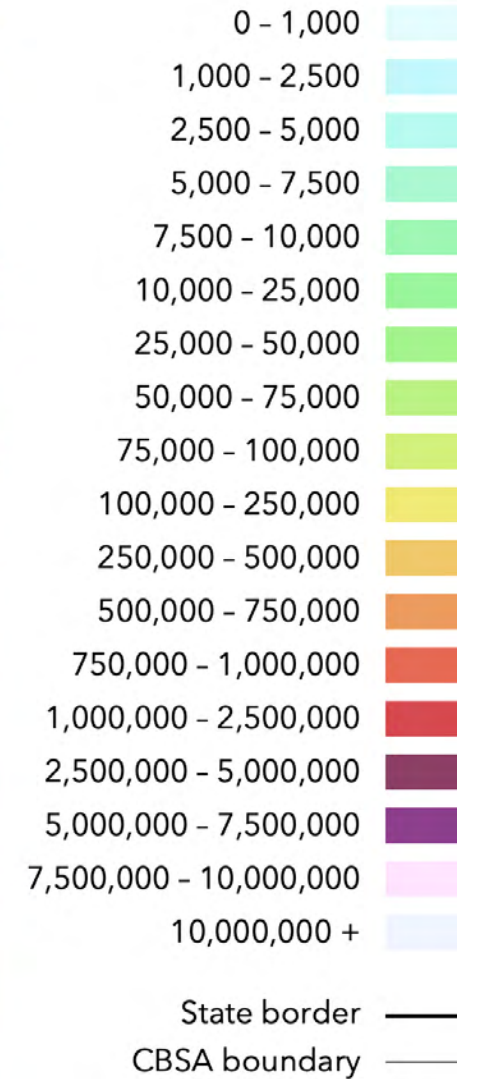 0 – 1,000
1,000 – 2,500
2,500 – 5,000
5,000 – 7,500
7,500 – 10,000
10,000 – 25,000
25,000 – 50,000
50,000 – 75,000
75,000 – 100,000
100,000 – 250,000
250,000 – 500,000
500,000 – 750,000
750,000 – 1,000,000
1,000,000 – 2,500,000
2,500,000 – 5,000,000
5,000,000 – 7,500,000
7,500,000 – 10,000,000
10,000,000 +
State border
CBSA boundary